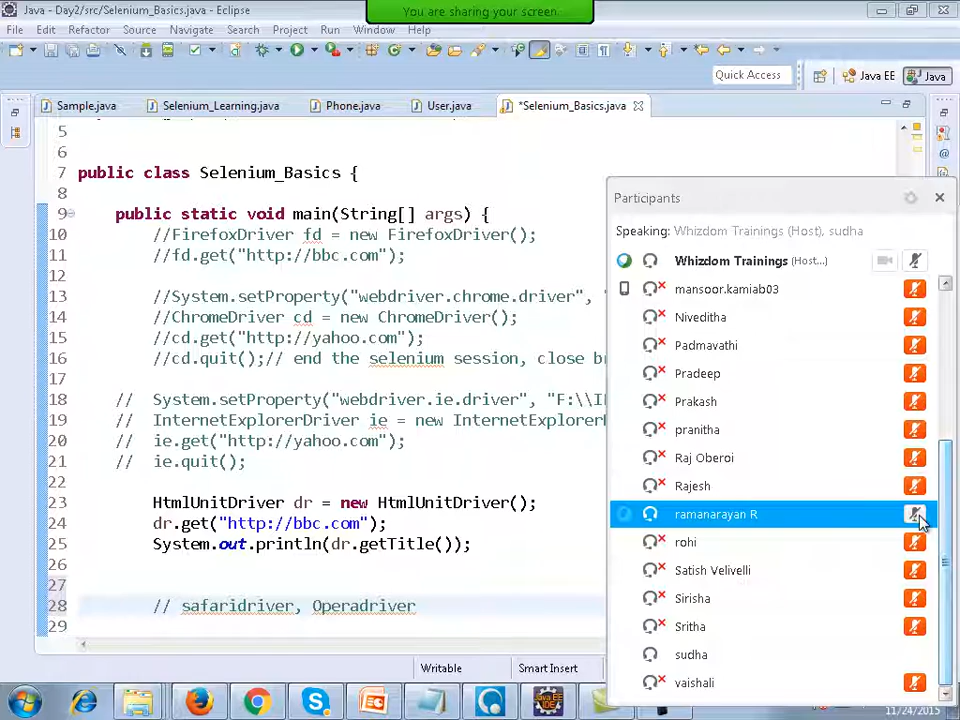 Java - Day2/src/Selenium_Basics.java - Eclipse
You are sharing your screen
File Edit Refactor Source Navigate Search Project Run Window Help
Quick Access
Java EE
Java
Sample.java
Selenium_Learning.java
Phone.java
User.java
*Selenium_Basics.java
5
6
7 public class Selenium_Basics {
8
9 public static void main(String[] args) {
10 //FirefoxDriver fd = new FirefoxDriver();
11 //fd.get("http://bbc.com");
12
13 //System.setProperty("webdriver.chrome.driver", "
14 //ChromeDriver cd = new ChromeDriver();
15 //cd.get("http://yahoo.com");
16 //cd.quit();// end the selenium session, close br
17
18 // System.setProperty("webdriver.ie.driver", "F:\\I
19 // InternetExplorerDriver ie = new InternetExplorer
20 // ie.get("http://yahoo.com");
21 // ie.quit();
22
23 HtmlUnitDriver dr = new HtmlUnitDriver();
24 dr.get("http://bbc.com");
25 System.out.println(dr.getTitle());
26
27
28 // safaridriver, Operadriver
29
Writable
Smart Insert
Participants
Speaking: Whizdom Trainings (Host), sudha
Whizdom Trainings (Host...)
mansoor.kamiab03
Niveditha
Padmavathi
Pradeep
Prakash
pranitha
Raj Oberoi
Rajesh
ramanarayan R
rohi
Satish Velivelli
Sirisha
Sritha
sudha
vaishali
Java EE
IDE
7:20 PM
11/24/2015